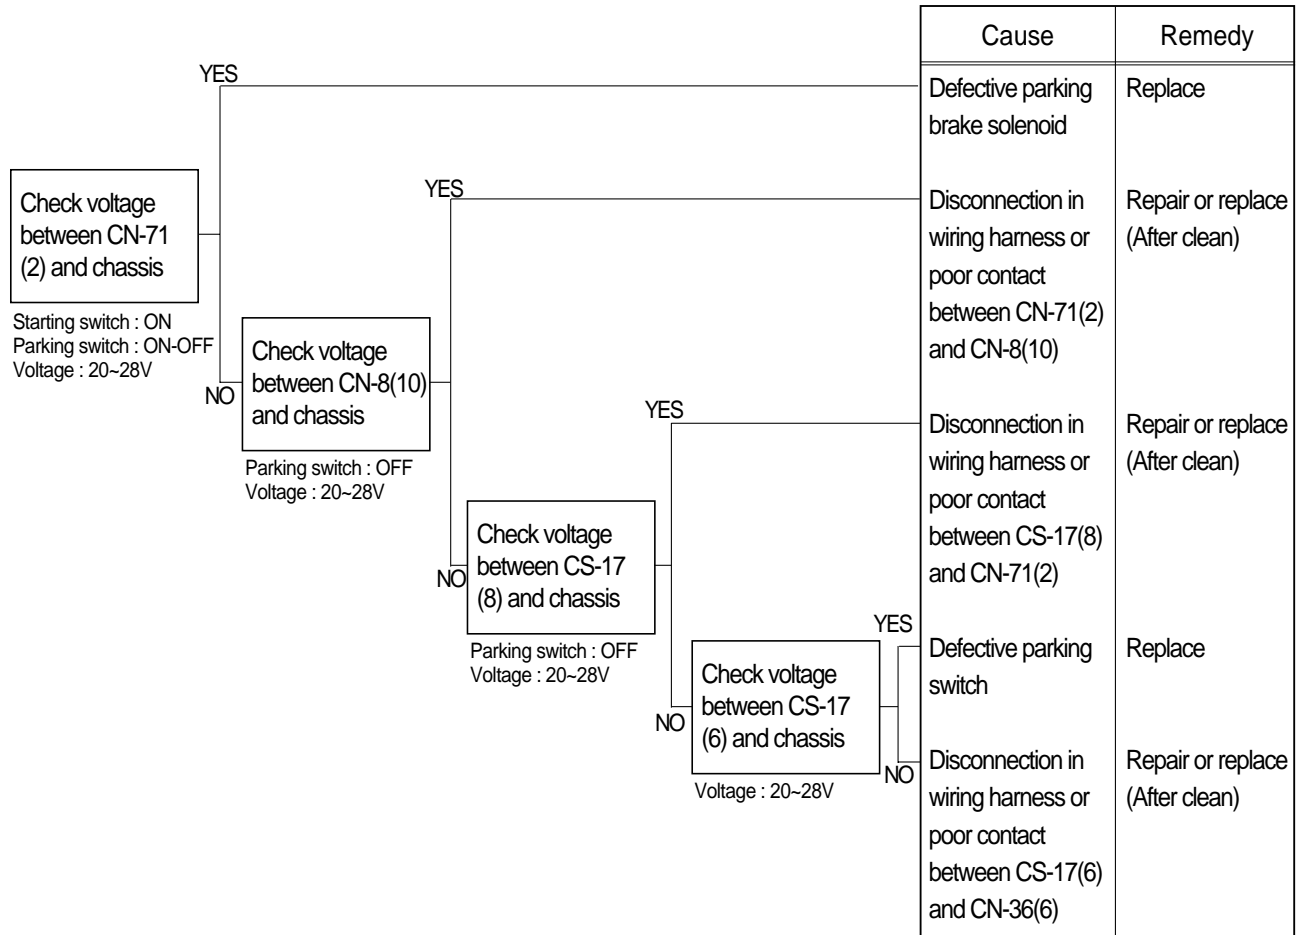 Cause
Remedy
YES
Defective parking
brake solenoid
Replace
Check voltage
between CN-71
(2) and chassis
Starting switch : ON
Parking switch : ON-OFF
Voltage : 20~28V
YES
Disconnection in
wiring harness or
poor contact
between CN-71(2)
and CN-8(10)
Repair or replace
(After clean)
NO
Check voltage
between CN-8(10)
and chassis
Parking switch : OFF
Voltage : 20~28V
YES
Disconnection in
wiring harness or
poor contact
between CS-17(8)
and CN-71(2)
Repair or replace
(After clean)
NO
Check voltage
between CS-17
(8) and chassis
Parking switch : OFF
Voltage : 20~28V
YES
Defective parking
switch
Replace
NO
Check voltage
between CS-17
(6) and chassis
Voltage : 20~28V
NO
Disconnection in
wiring harness or
poor contact
between CS-17(6)
and CN-36(6)
Repair or replace
(After clean)